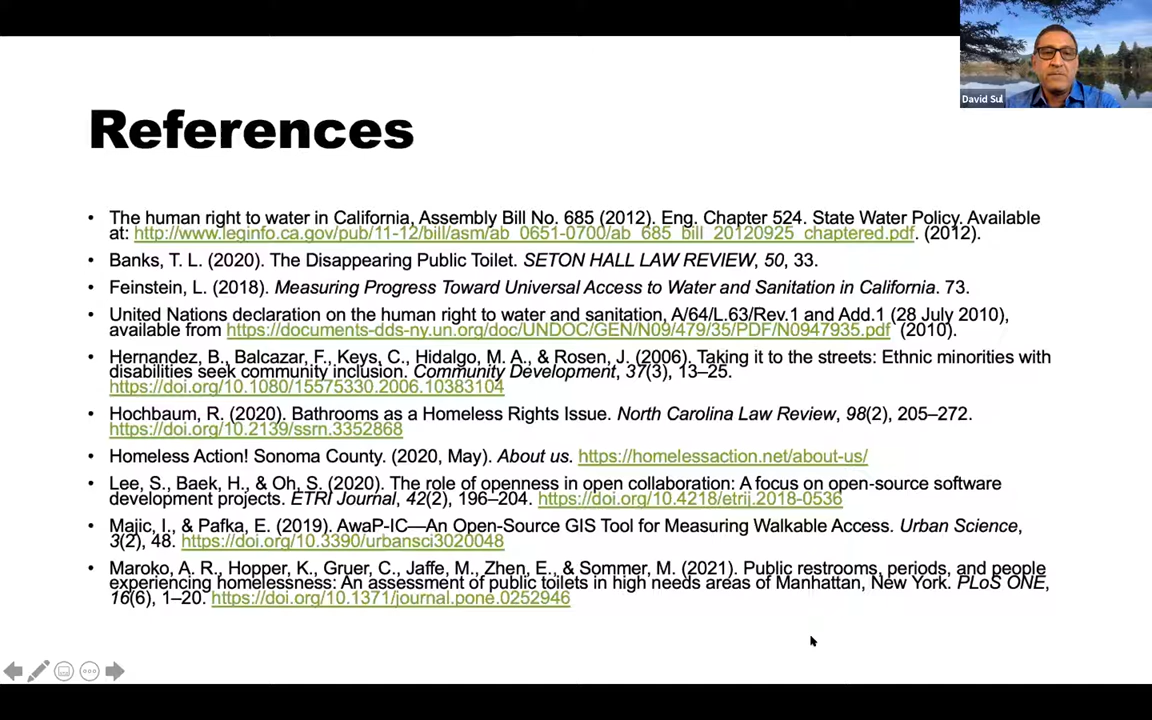 David Sul
References
• The human right to water in California, Assembly Bill No. 685 (2012). Eng. Chapter 524. State Water Policy. Available
at: http://www.leginfo.ca.gov/pub/11-12/bill/asm/ab_0651-0700/ab_685_bill_20120925_chaptered.pdf. (2012).
• Banks, T. L. (2020). The Disappearing Public Toilet. SETON HALL LAW REVIEW, 50, 33.
• Feinstein, L. (2018). Measuring Progress Toward Universal Access to Water and Sanitation in California. 73.
• United Nations declaration on the human right to water and sanitation, A/64/L.63/Rev.1 and Add.1 (28 July 2010),
available from https://documents-dds-ny.un.org/doc/UNDOC/GEN/N09/479/35/PDF/N0947935.pdf (2010).
• Hernandez, B., Balcazar, F., Keys, C., Hidalgo, M. A., & Rosen, J. (2006). Taking it to the streets: Ethnic minorities with
disabilities seek community inclusion. Community Development, 37(3), 13–25.
https://doi.org/10.1080/15575330.2006.10383104
• Hochbaum, R. (2020). Bathrooms as a Homeless Rights Issue. North Carolina Law Review, 98(2), 205–272.
https://doi.org/10.2139/ssrn.3352868
• Homeless Action! Sonoma County. (2020, May). About us. https://homelessaction.net/about-us/
• Lee, S., Baek, H., & Oh, S. (2020). The role of openness in open collaboration: A focus on open-source software
development projects. ETRI Journal, 42(2), 196–204. https://doi.org/10.4218/etrij.2018-0536
• Majic, I., & Pafka, E. (2019). AwaP-IC—An Open-Source GIS Tool for Measuring Walkable Access. Urban Science,
3(2), 48. https://doi.org/10.3390/urbansci3020048
• Maroko, A. R., Hopper, K., Gruer, C., Jaffe, M., Zhen, E., & Sommer, M. (2021). Public restrooms, periods, and people
experiencing homelessness: An assessment of public toilets in high needs areas of Manhattan, New York. PLoS ONE,
16(6), 1–20. https://doi.org/10.1371/journal.pone.0252946